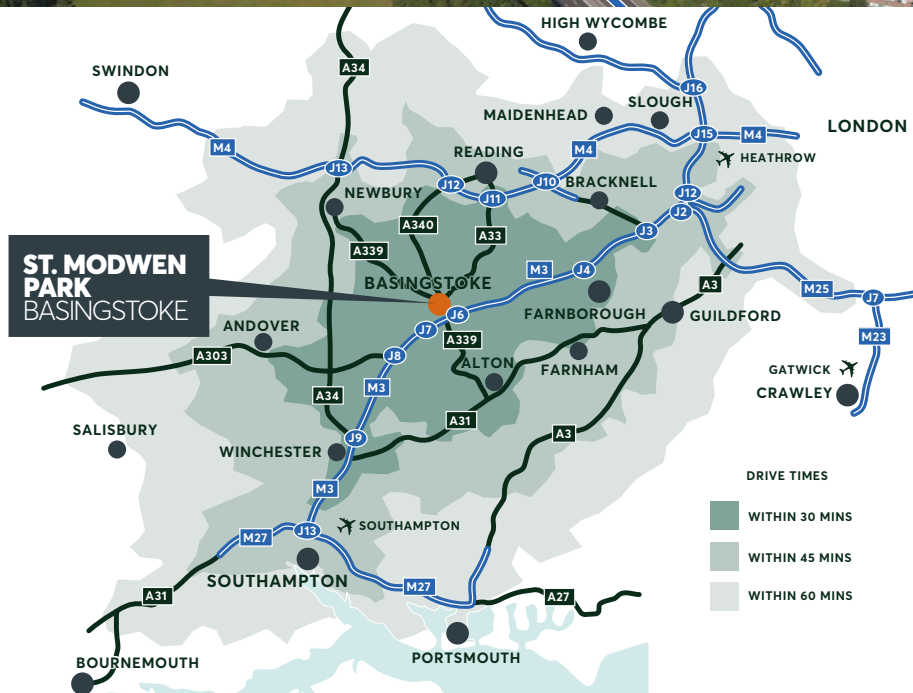 HIGH WYCOMBE
A34
SWINDON
J16
SLOUGH
MAIDENHEAD
LONDON
J15
M4
M4
M4
READING
HEATHROW
J13
J12
J10
BRACKNELL
J11
J12
NEWBURY
J2
A340
A33
J3
A339
ST. MODWEN
PARK
BASINGSTOKE
BASINGSTOKE
M3
J4
A3
M25
J7
J6
FARNBOROUGH
GUILDFORD
J7
ANDOVER
A339
M23
A303
J8
ALTON
FARNHAM
GATWICK
M3
CRAWLEY
A34
A31
SALISBURY
J9
A3
WINCHESTER
DRIVE TIMES
M3
WITHIN 30 MINS
J13
SOUTHAMPTON
M27
WITHIN 45 MINS
SOUTHAMPTON
M27
A31
A27
WITHIN 60 MINS
BOURNEMOUTH
PORTSMOUTH